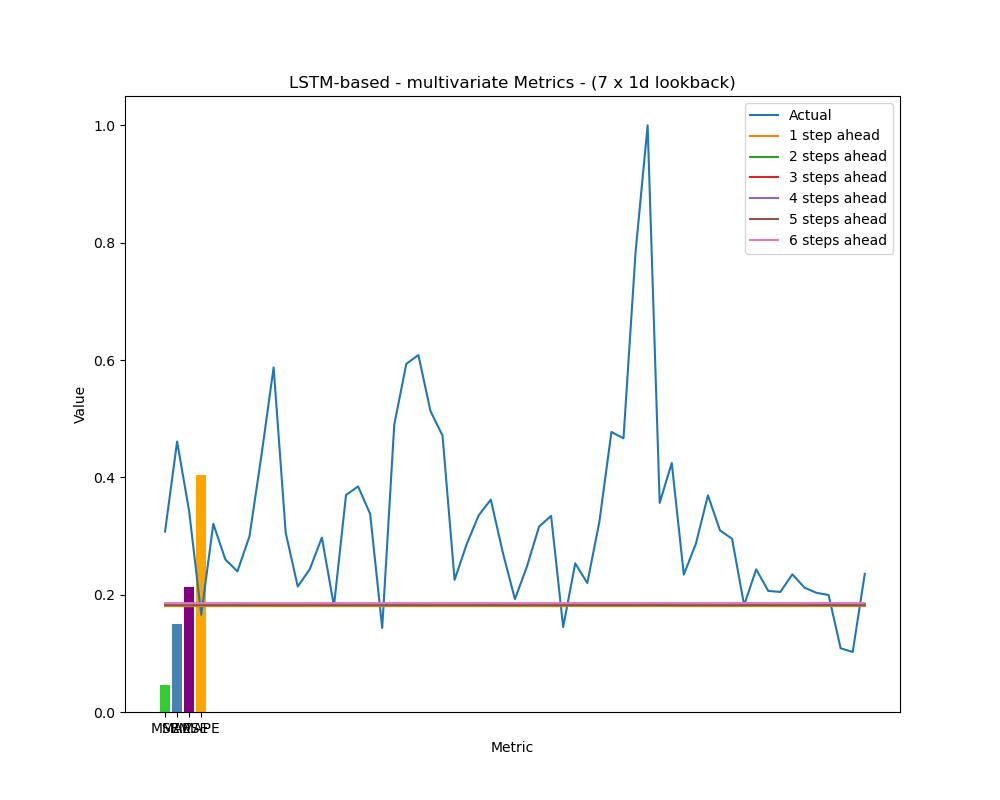 LSTM-based - multivariate Metrics - (7 x 1d lookback)
Actual
1 step ahead
2 steps ahead
3 steps ahead
4 steps ahead
5 steps ahead
6 steps ahead
1.0
0.8
0.6
0.4
0.2
0.0
Value
Metric